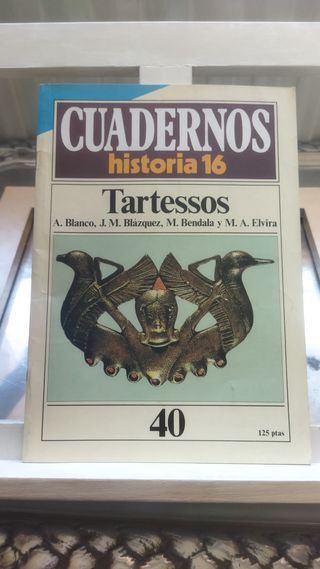 CUADERNOS
historia 16
Tartessos
A. Blanco, J. M. Blázquez, M. Bendala y M. A. Elvira
40
125 ptas